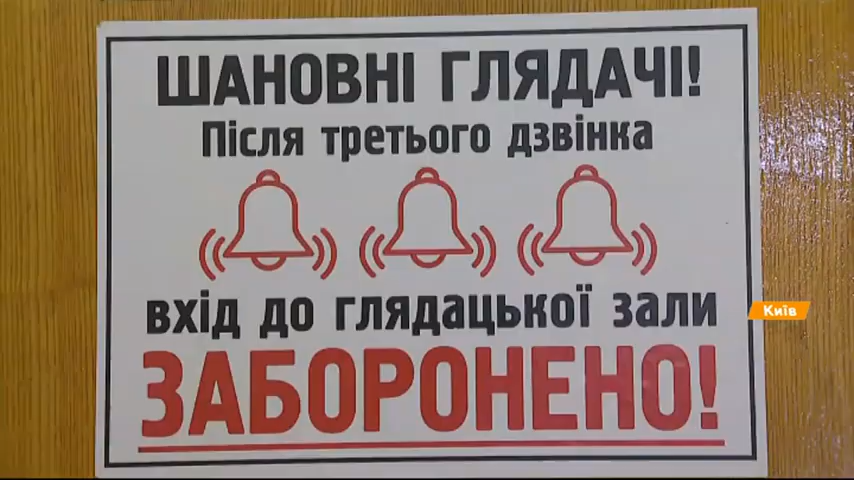 ШАНОВНІ ГЛЯДАЧІ!
Після третього дзвінка
вхід до глядацької зали
ЗАБОРОНЕНО!
Київ